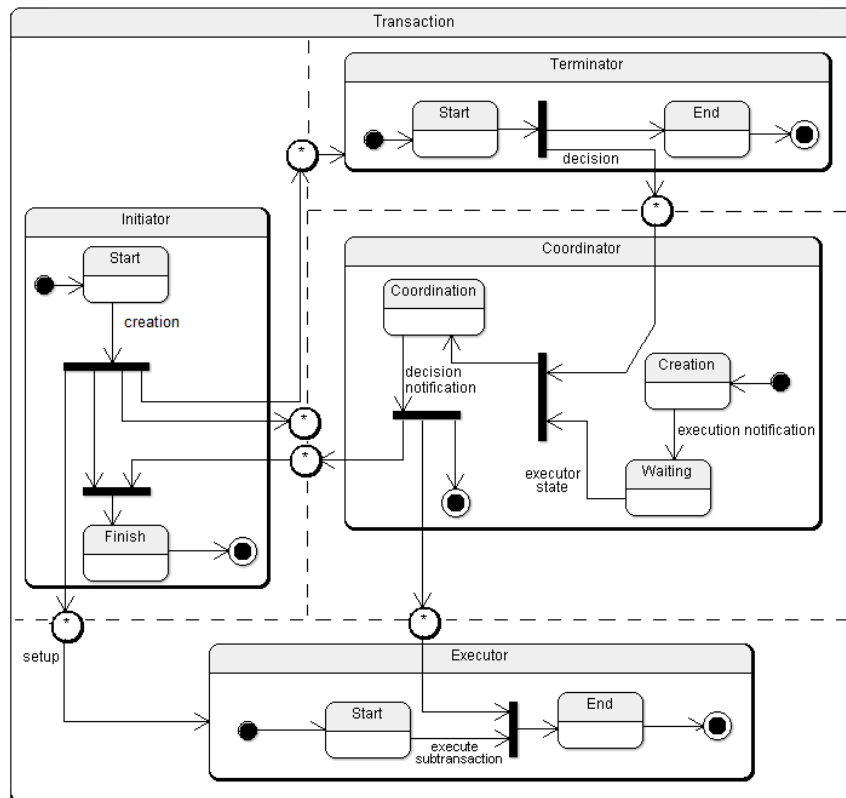 Transaction
Terminator
Start
End
decision
*
*
Initiator
Start
creation
Coordinator
Coordination
decision
notification
Creation
execution notification
*
*
executor
state
Waiting
Finish
*
*
setup
Executor
Start
End
execute
subtransaction